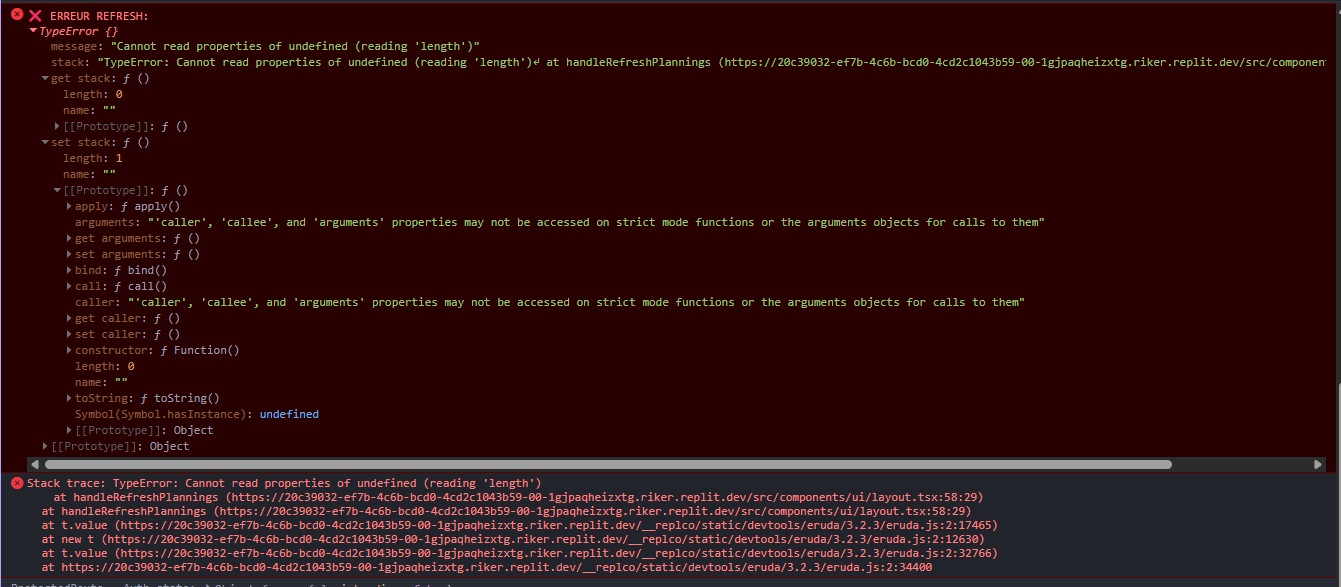 ERREUR REFRESH:
TypeError {}
message: "Cannot read properties of undefined (reading 'length')"
stack: "TypeError: Cannot read properties of undefined (reading 'length')↵ at handleRefreshPlannings (https://20c39032-ef7b-4c6b-bcd0-4cd2c1043b59-00-1gjpaqheizxtg.riker.replit.dev/src/component
get stack: ƒ ()
length: 0
name: ""
[[Prototype]]: ƒ ()
set stack: ƒ ()
length: 1
name: ""
[[Prototype]]: ƒ ()
apply: ƒ apply()
arguments: "'caller', 'callee', and 'arguments' properties may not be accessed on strict mode functions or the arguments objects for calls to them"
get arguments: ƒ ()
set arguments: ƒ ()
bind: ƒ bind()
call: ƒ call()
caller: "'caller', 'callee', and 'arguments' properties may not be accessed on strict mode functions or the arguments objects for calls to them"
get caller: ƒ ()
set caller: ƒ ()
constructor: ƒ Function()
length: 0
name: ""
toString: ƒ toString()
Symbol(Symbol.hasInstance): undefined
[[Prototype]]: Object
[[Prototype]]: Object
Stack trace: TypeError: Cannot read properties of undefined (reading 'length')
at handleRefreshPlannings (https://20c39032-ef7b-4c6b-bcd0-4cd2c1043b59-00-1gjpaqheizxtg.riker.replit.dev/src/components/ui/layout.tsx:58:29)
at handleRefreshPlannings (https://20c39032-ef7b-4c6b-bcd0-4cd2c1043b59-00-1gjpaqheizxtg.riker.replit.dev/src/components/ui/layout.tsx:58:29)
at t.value (https://20c39032-ef7b-4c6b-bcd0-4cd2c1043b59-00-1gjpaqheizxtg.riker.replit.dev/__replco/static/devtools/eruda/3.2.3/eruda.js:2:17465)
at new t (https://20c39032-ef7b-4c6b-bcd0-4cd2c1043b59-00-1gjpaqheizxtg.riker.replit.dev/__replco/static/devtools/eruda/3.2.3/eruda.js:2:12630)
at t.value (https://20c39032-ef7b-4c6b-bcd0-4cd2c1043b59-00-1gjpaqheizxtg.riker.replit.dev/__replco/static/devtools/eruda/3.2.3/eruda.js:2:32766)
at https://20c39032-ef7b-4c6b-bcd0-4cd2c1043b59-00-1gjpaqheizxtg.riker.replit.dev/__replco/static/devtools/eruda/3.2.3/eruda.js:2:34400